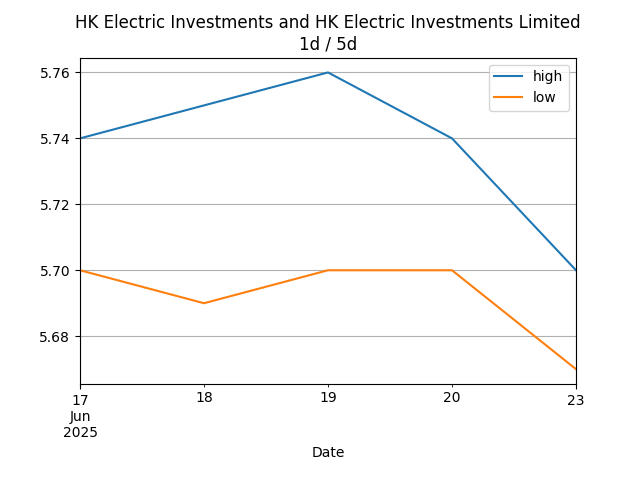 HK Electric Investments and HK Electric Investments Limited
1d / 5d
high
low
5.76
5.74
5.72
5.70
5.68
17
Jun
2025
18
19
20
23
Date